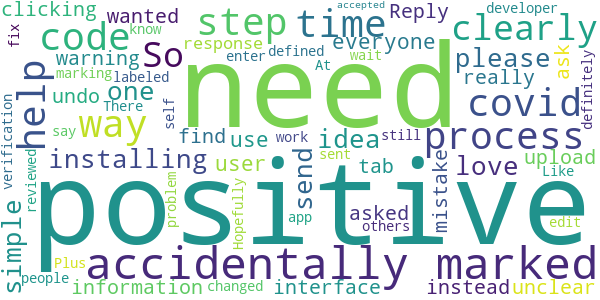 clicking wanted step time Reply developer accepted
fix code So response everyone clearly
warning defined please ask
know enter wait really definitely
marking labeled need
help undo one At covid
verification There way self find use work still idea process
say installing user send tab love upload
reviewed sent mistake Like
simple positive
problem Hopefully app asked others edit
people Plus accidentally marked
information changed interface instead unclear